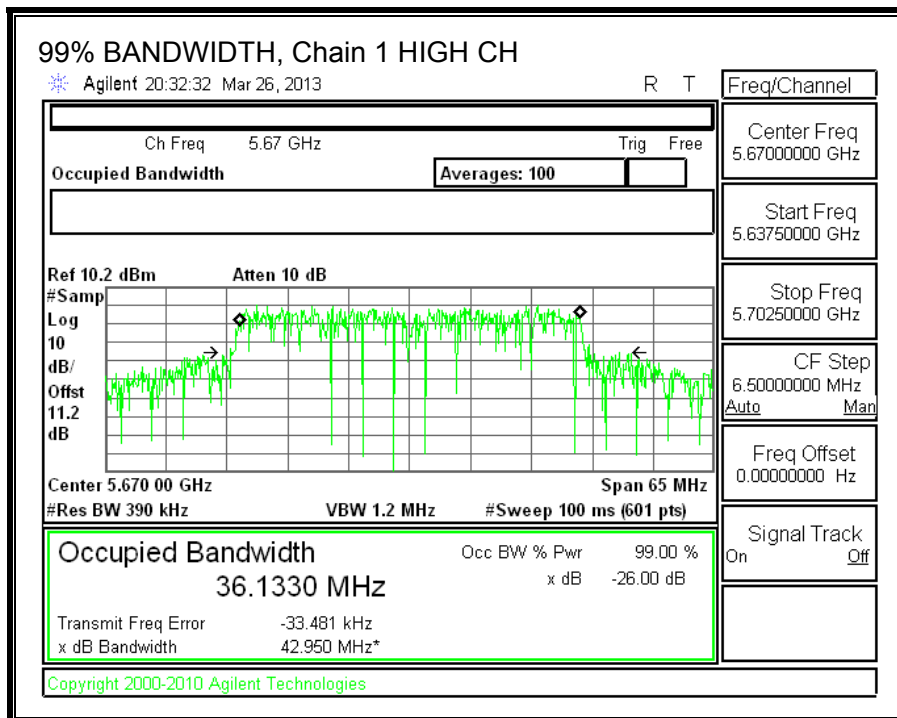 99% BANDWIDTH, Chain 1 HIGH CH
Agilent 20:32:32 Mar 26, 2013 R T
Freq/Channel
Ch Freq 5.67 GHz Trig Free
Occupied Bandwidth Averages: 100
Center Freq
5.67000000 GHz
Start Freq
5.63750000 GHz
Stop Freq
5.70250000 GHz
CF Step
6.50000000 MHz
Auto Man
Freq Offset
0.00000000 Hz
Signal Track
On Off
Ref 10.2 dBm Atten 10 dB
#Samp
Log
10
dB/
Offst
11.2
dB
Center 5.670 00 GHz Span 65 MHz
#Res BW 390 kHz VBW 1.2 MHz #Sweep 100 ms (601 pts)
Occupied Bandwidth Occ BW % Pwr 99.00 %
36.1330 MHz x dB -26.00 dB
Transmit Freq Error -33.481 kHz
x dB Bandwidth 42.950 MHz*
Copyright 2000-2010 Agilent Technologies